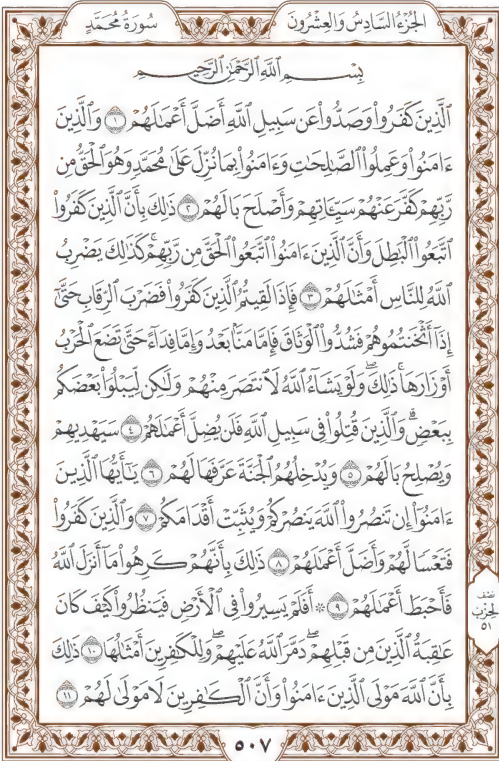 الجُزْءُ السَّادِسُ وَالعِشْرُونَ
سُورَةُ مُحَمَّدٍ
بِسْمِ اللَّهِ الرَّحْمَٰنِ الرَّحِيمِ
ٱلَّذِينَ كَفَرُواْ وَصَدُّواْ عَن سَبِيلِ ٱللَّهِ أَضَلَّ أَعْمَٰلَهُمْ ١ وَٱلَّذِينَ
ءَامَنُواْ وَعَمِلُواْ ٱلصَّٰلِحَٰتِ وَءَامَنُواْ بِمَا نُزِّلَ عَلَىٰ مُحَمَّدٖ وَهُوَ ٱلْحَقُّ مِن
رَّبِّهِمْ كَفَّرَ عَنْهُمْ سَيِّـَٔاتِهِمْ وَأَصْلَحَ بَالَهُمْ ٢ ذَٰلِكَ بِأَنَّ ٱلَّذِينَ كَفَرُواْ
ٱتَّبَعُواْ ٱلْبَٰطِلَ وَأَنَّ ٱلَّذِينَ ءَامَنُواْ ٱتَّبَعُواْ ٱلْحَقَّ مِن رَّبِّهِمْۚ كَذَٰلِكَ يَضْرِبُ
ٱللَّهُ لِلنَّاسِ أَمْثَٰلَهُمْ ٣ فَإِذَا لَقِيتُمُ ٱلَّذِينَ كَفَرُواْ فَضَرْبَ ٱلرِّقَابِ حَتَّىٰٓ
إِذَآ أَثْخَنتُمُوهُمْ فَشُدُّواْ ٱلْوَثَاقَ فَإِمَّا مَنَّۢا بَعْدُ وَإِمَّا فِدَآءً حَتَّىٰ تَضَعَ ٱلْحَرْبُ
أَوْزَارَهَاۚ ذَٰلِكَۖ وَلَوْ يَشَآءُ ٱللَّهُ لَٱنتَصَرَ مِنْهُمْ وَلَٰكِن لِّيَبْلُوَاْ بَعْضَكُم
بِبَعْضٖۗ وَٱلَّذِينَ قُتِلُواْ فِي سَبِيلِ ٱللَّهِ فَلَن يُضِلَّ أَعْمَٰلَهُمْ ٤ سَيَهْدِيهِمْ
وَيُصْلِحُ بَالَهُمْ ٥ وَيُدْخِلُهُمُ ٱلْجَنَّةَ عَرَّفَهَا لَهُمْ ٦ يَٰٓأَيُّهَا ٱلَّذِينَ
ءَامَنُوٓاْ إِن تَنصُرُواْ ٱللَّهَ يَنصُرْكُمْ وَيُثَبِّتْ أَقْدَامَكُمْ ٧ وَٱلَّذِينَ كَفَرُواْ
فَتَعْسٗا لَّهُمْ وَأَضَلَّ أَعْمَٰلَهُمْ ٨ ذَٰلِكَ بِأَنَّهُمْ كَرِهُواْ مَآ أَنزَلَ ٱللَّهُ
فَأَحْبَطَ أَعْمَٰلَهُمْ ٩ ۞ أَفَلَمْ يَسِيرُواْ فِي ٱلْأَرْضِ فَيَنظُرُواْ كَيْفَ كَانَ
عَٰقِبَةُ ٱلَّذِينَ مِن قَبْلِهِمْۖ دَمَّرَ ٱللَّهُ عَلَيْهِمْۖ وَلِلْكَٰفِرِينَ أَمْثَٰلُهَا ١٠ ذَٰلِكَ
بِأَنَّ ٱللَّهَ مَوْلَى ٱلَّذِينَ ءَامَنُواْ وَأَنَّ ٱلْكَٰفِرِينَ لَا مَوْلَىٰ لَهُمْ ١١
نصف
الحزب
٥١
٥٠٧